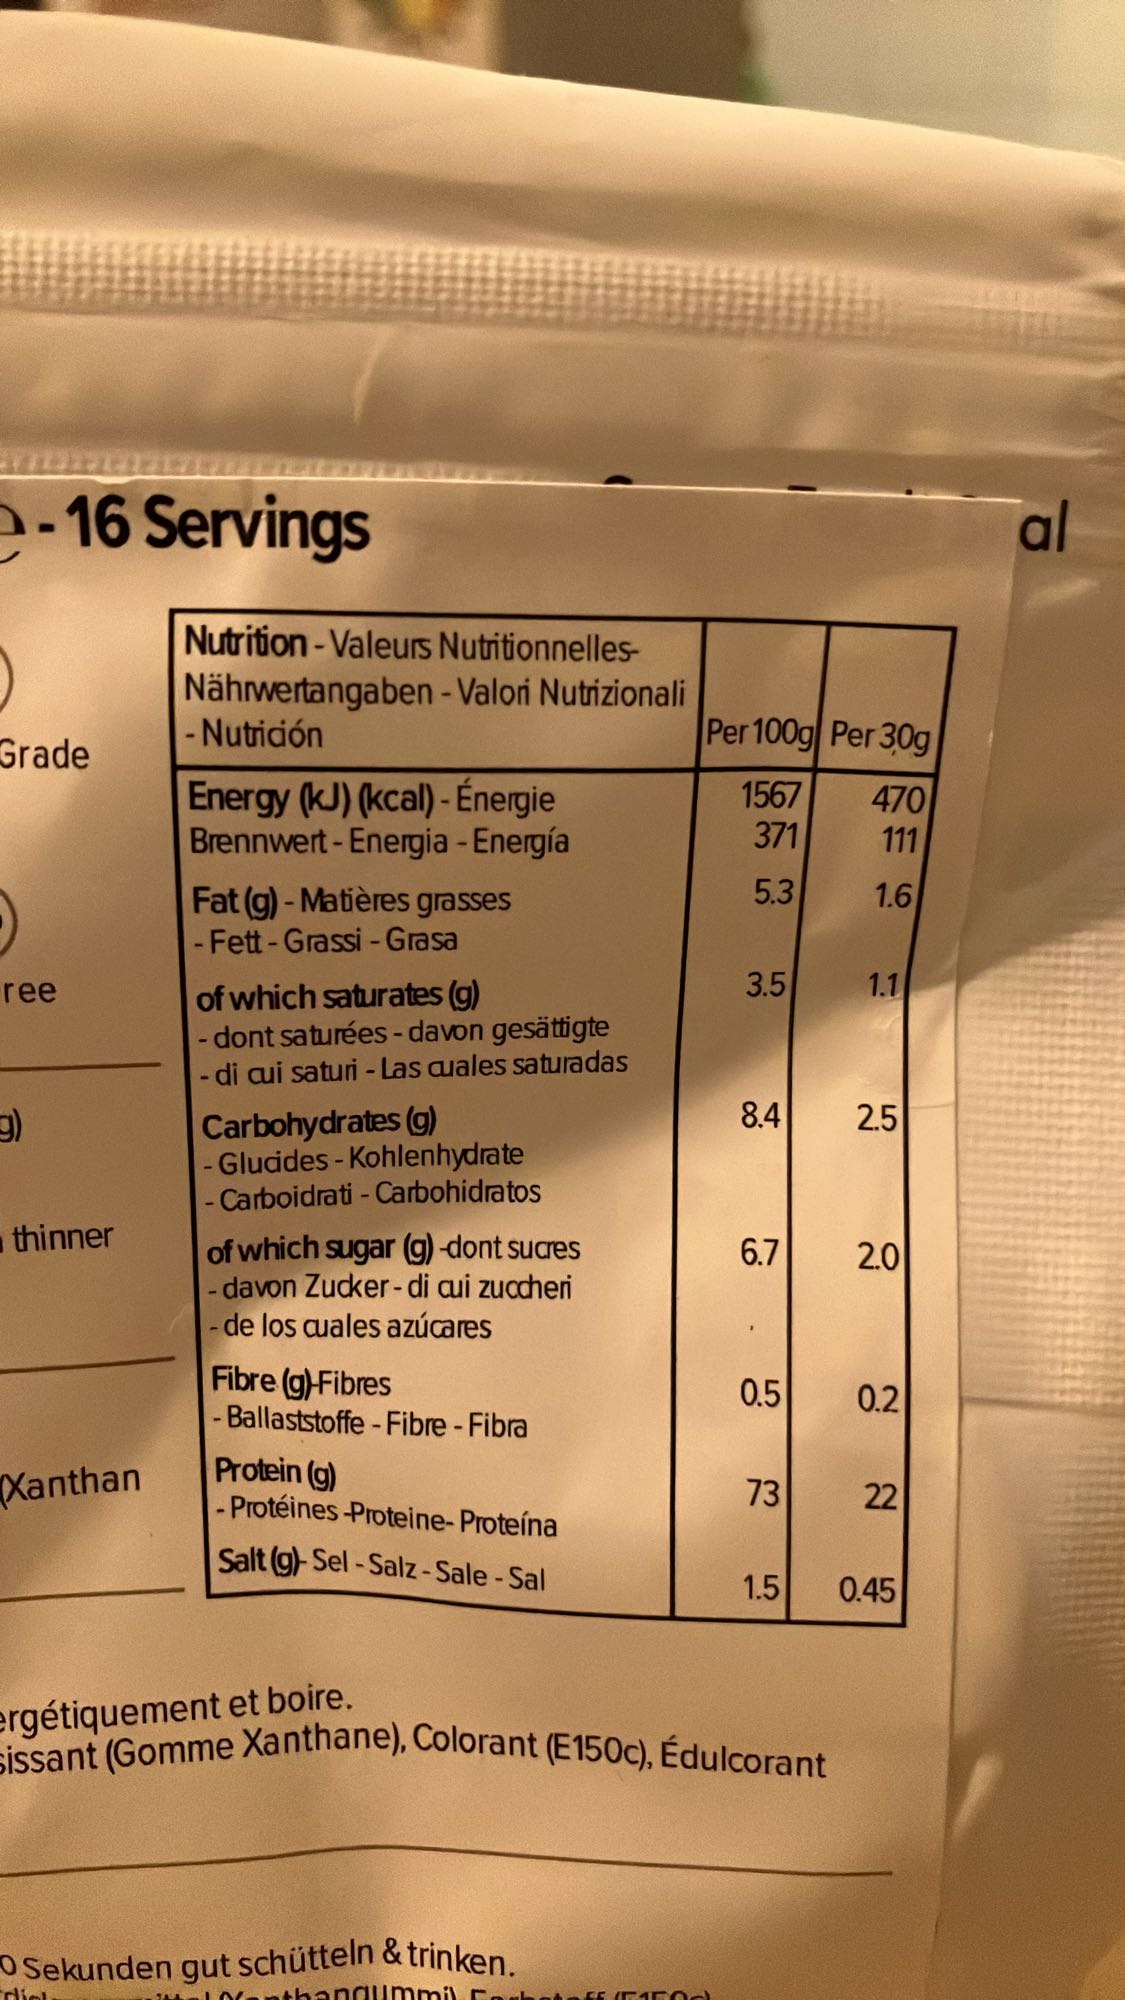 - 16 Servings
al
Grade
ree
g)
thinner
(Xanthan
Nutrition - Valeurs Nutritionnelles-
Nährwertangaben - Valori Nutrizionali
- Nutrición
Per 100g Per 30g
Energy (kJ) (kcal) - Énergie 1567 470
Brennwert - Energia - Energía 371 111
Fat (g) - Matières grasses 5.3 1.6
- Fett - Grassi - Grasa
of which saturates (g) 3.5 1.1
- dont saturées - davon gesättigte
- di cui saturi - Las cuales saturadas
Carbohydrates (g) 8.4 2.5
- Glucides - Kohlenhydrate
- Carboidrati - Carbohidratos
of which sugar (g) -dont sucres 6.7 2.0
- davon Zucker - di cui zuccheri
- de los cuales azúcares
Fibre (g)-Fibres 0.5 0.2
- Ballaststoffe - Fibre - Fibra
Protein (g) 73 22
- Protéines -Proteine- Proteína
Salt (g)- Sel - Salz - Sale - Sal 1.5 0.45
ergétiquement et boire.
sissant (Gomme Xanthane), Colorant (E150c), Édulcorant
0 Sekunden gut schütteln & trinken.